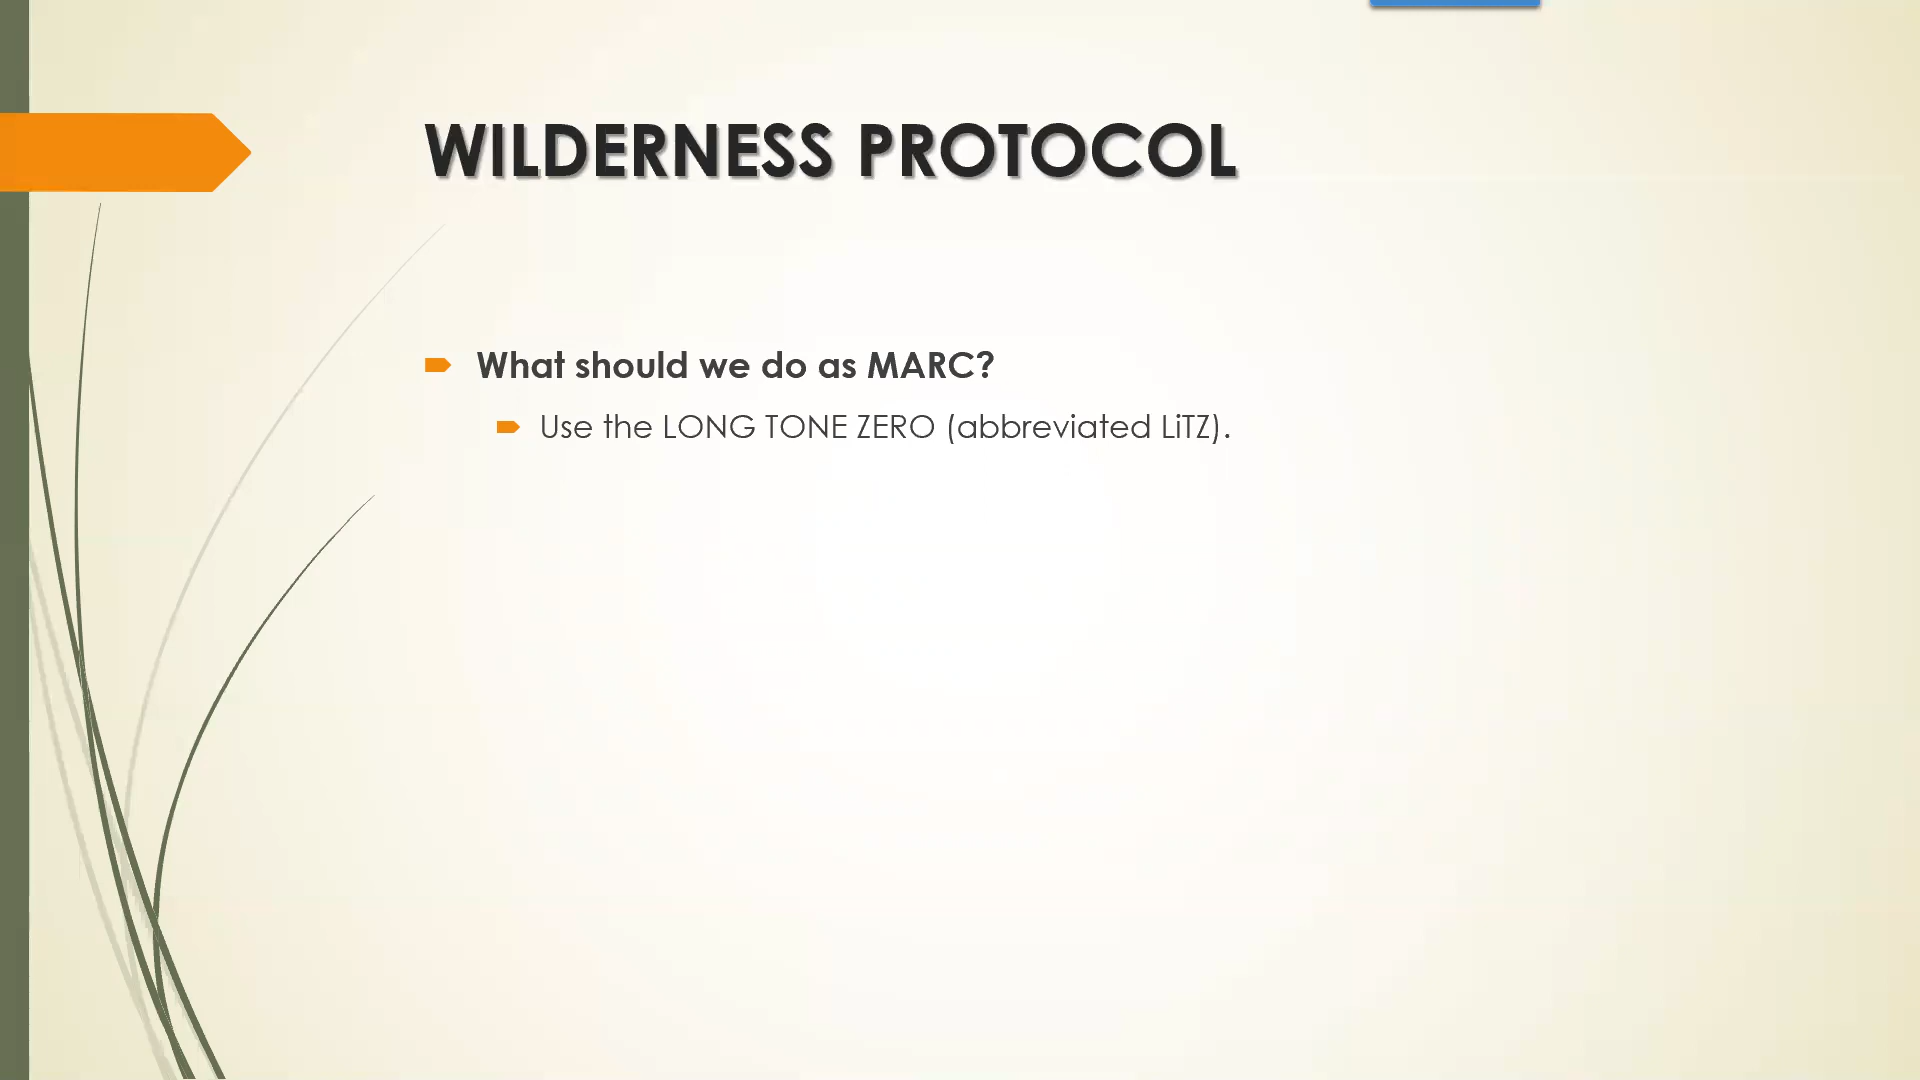 WILDERNESS PROTOCOL
What should we do as MARC?
Use the LONG TONE ZERO (abbreviated LiTZ).